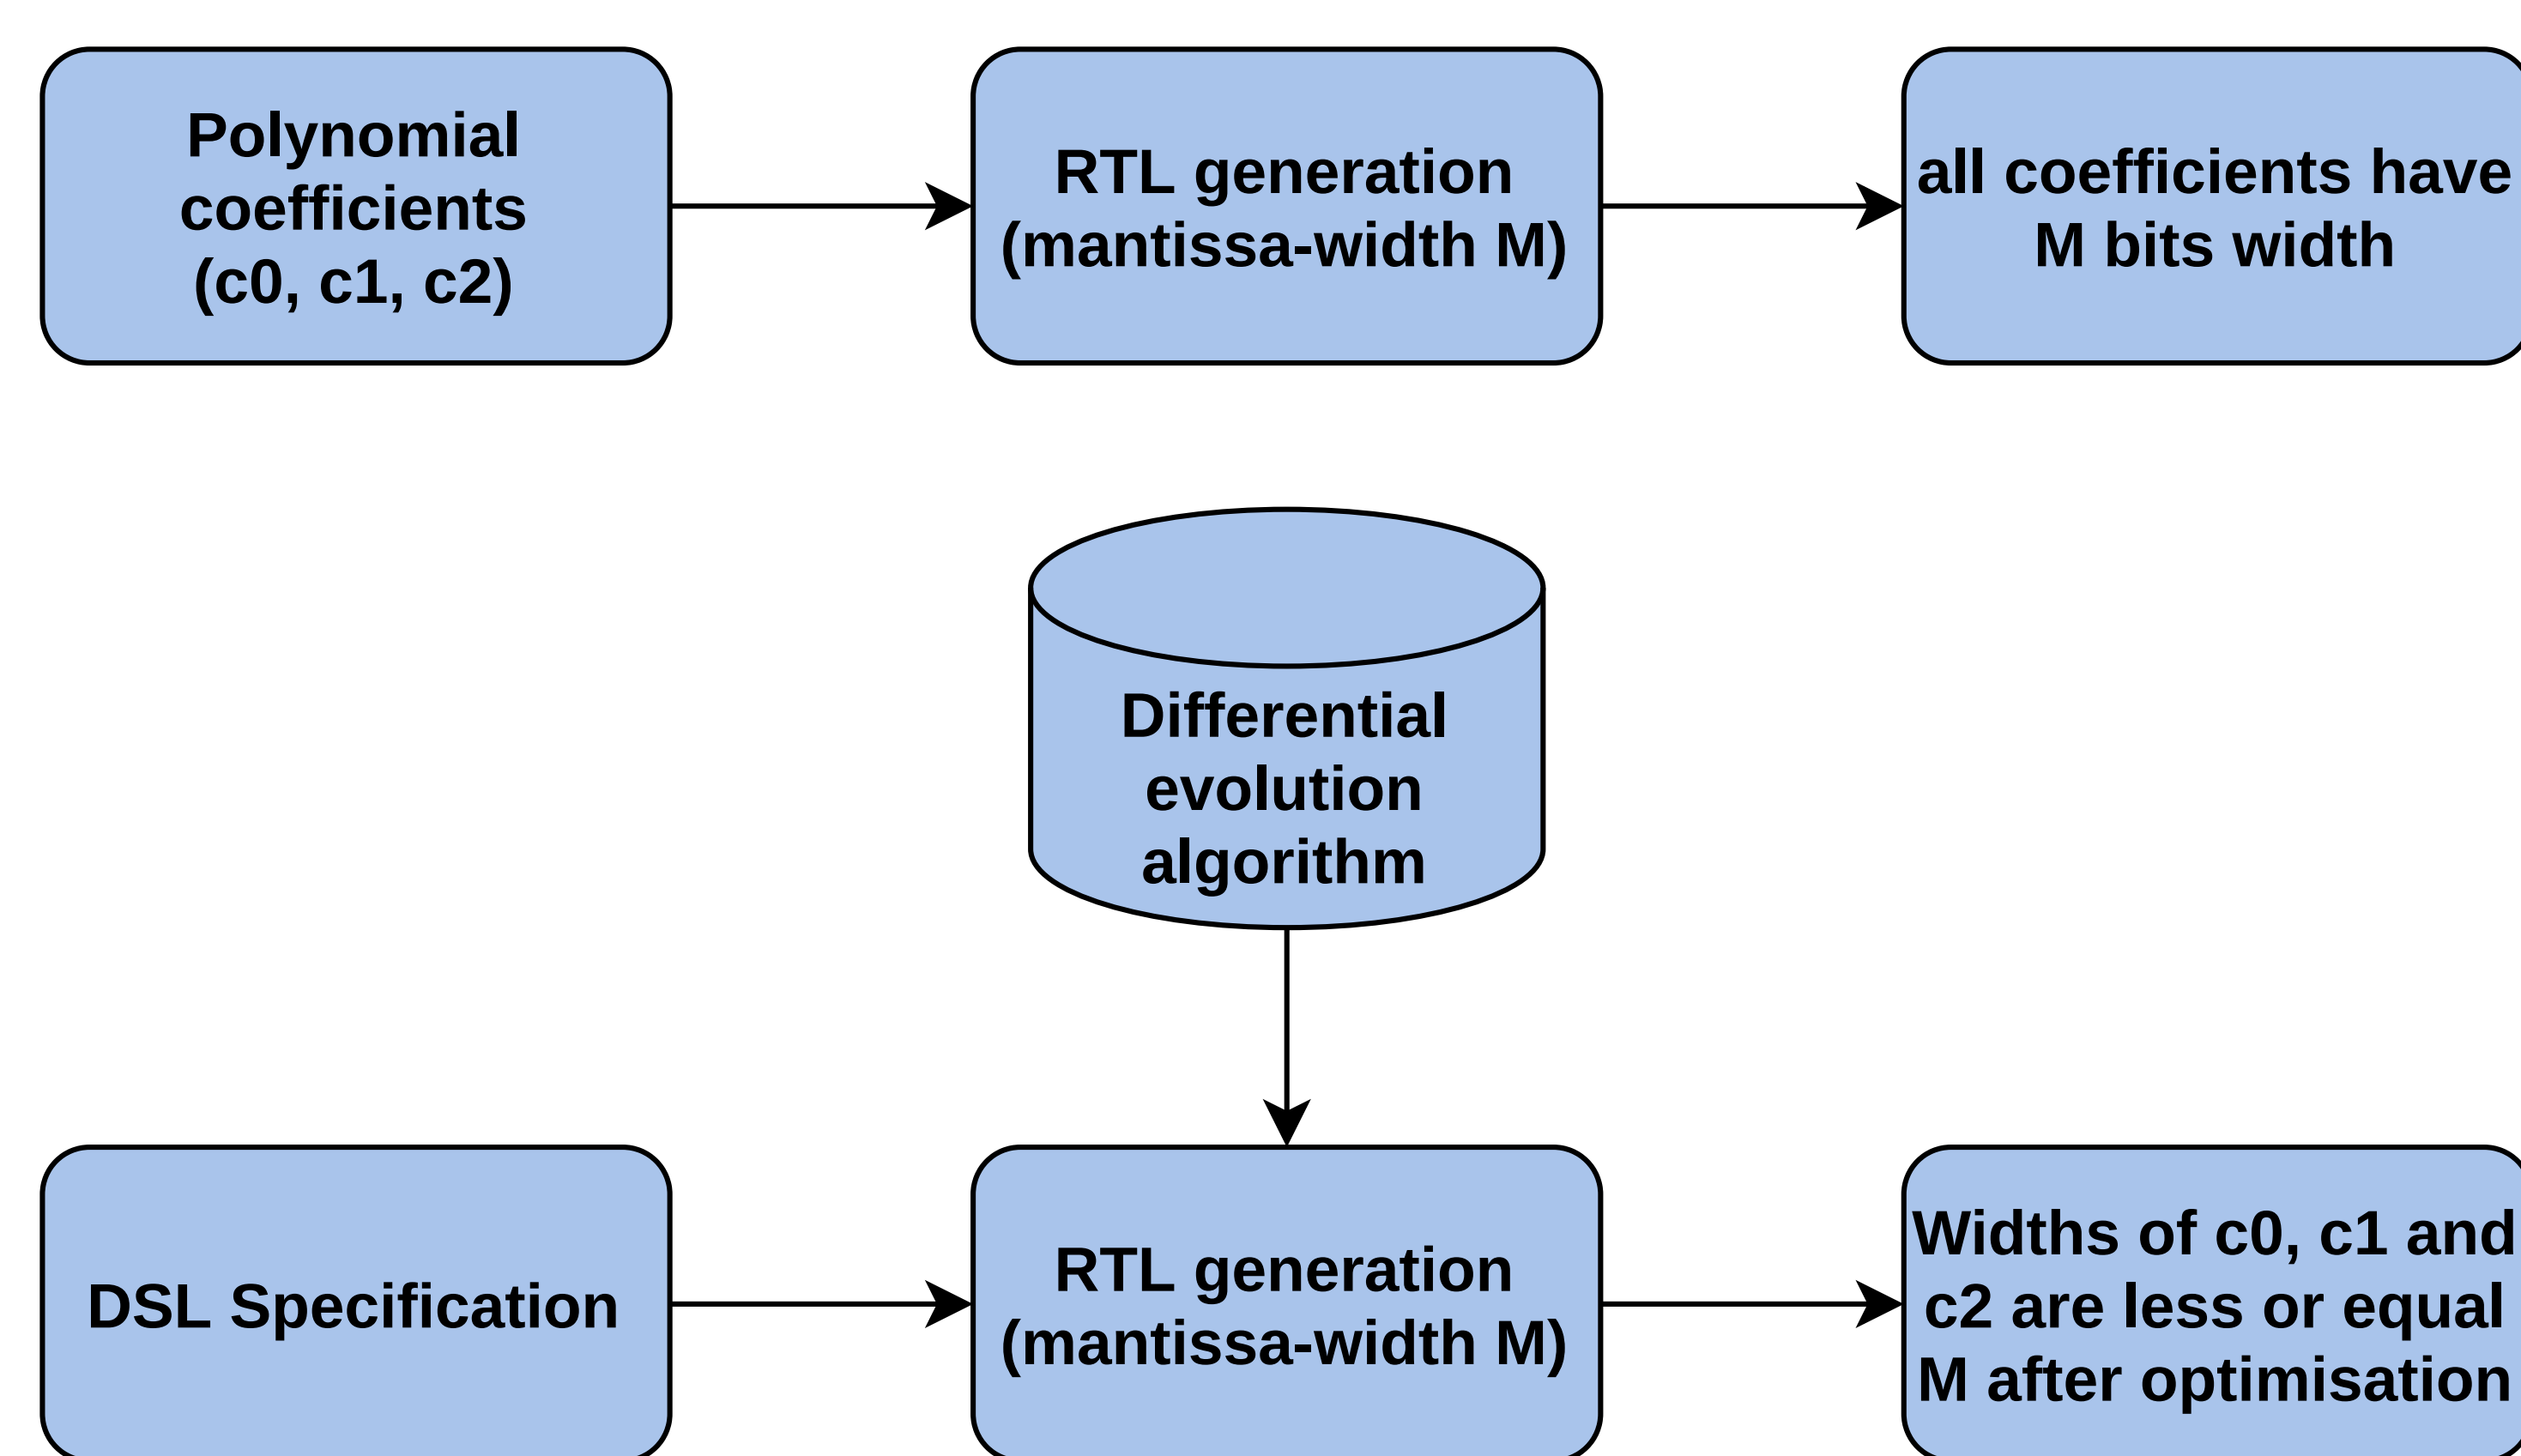 Polynomial
coefficients
(c0, c1, c2)
RTL generation
(mantissa-width M)
all coefficients have
M bits width
Differential
evolution
algorithm
DSL Specification
RTL generation
(mantissa-width M)
Widths of c0, c1 and
c2 are less or equal
M after optimisation